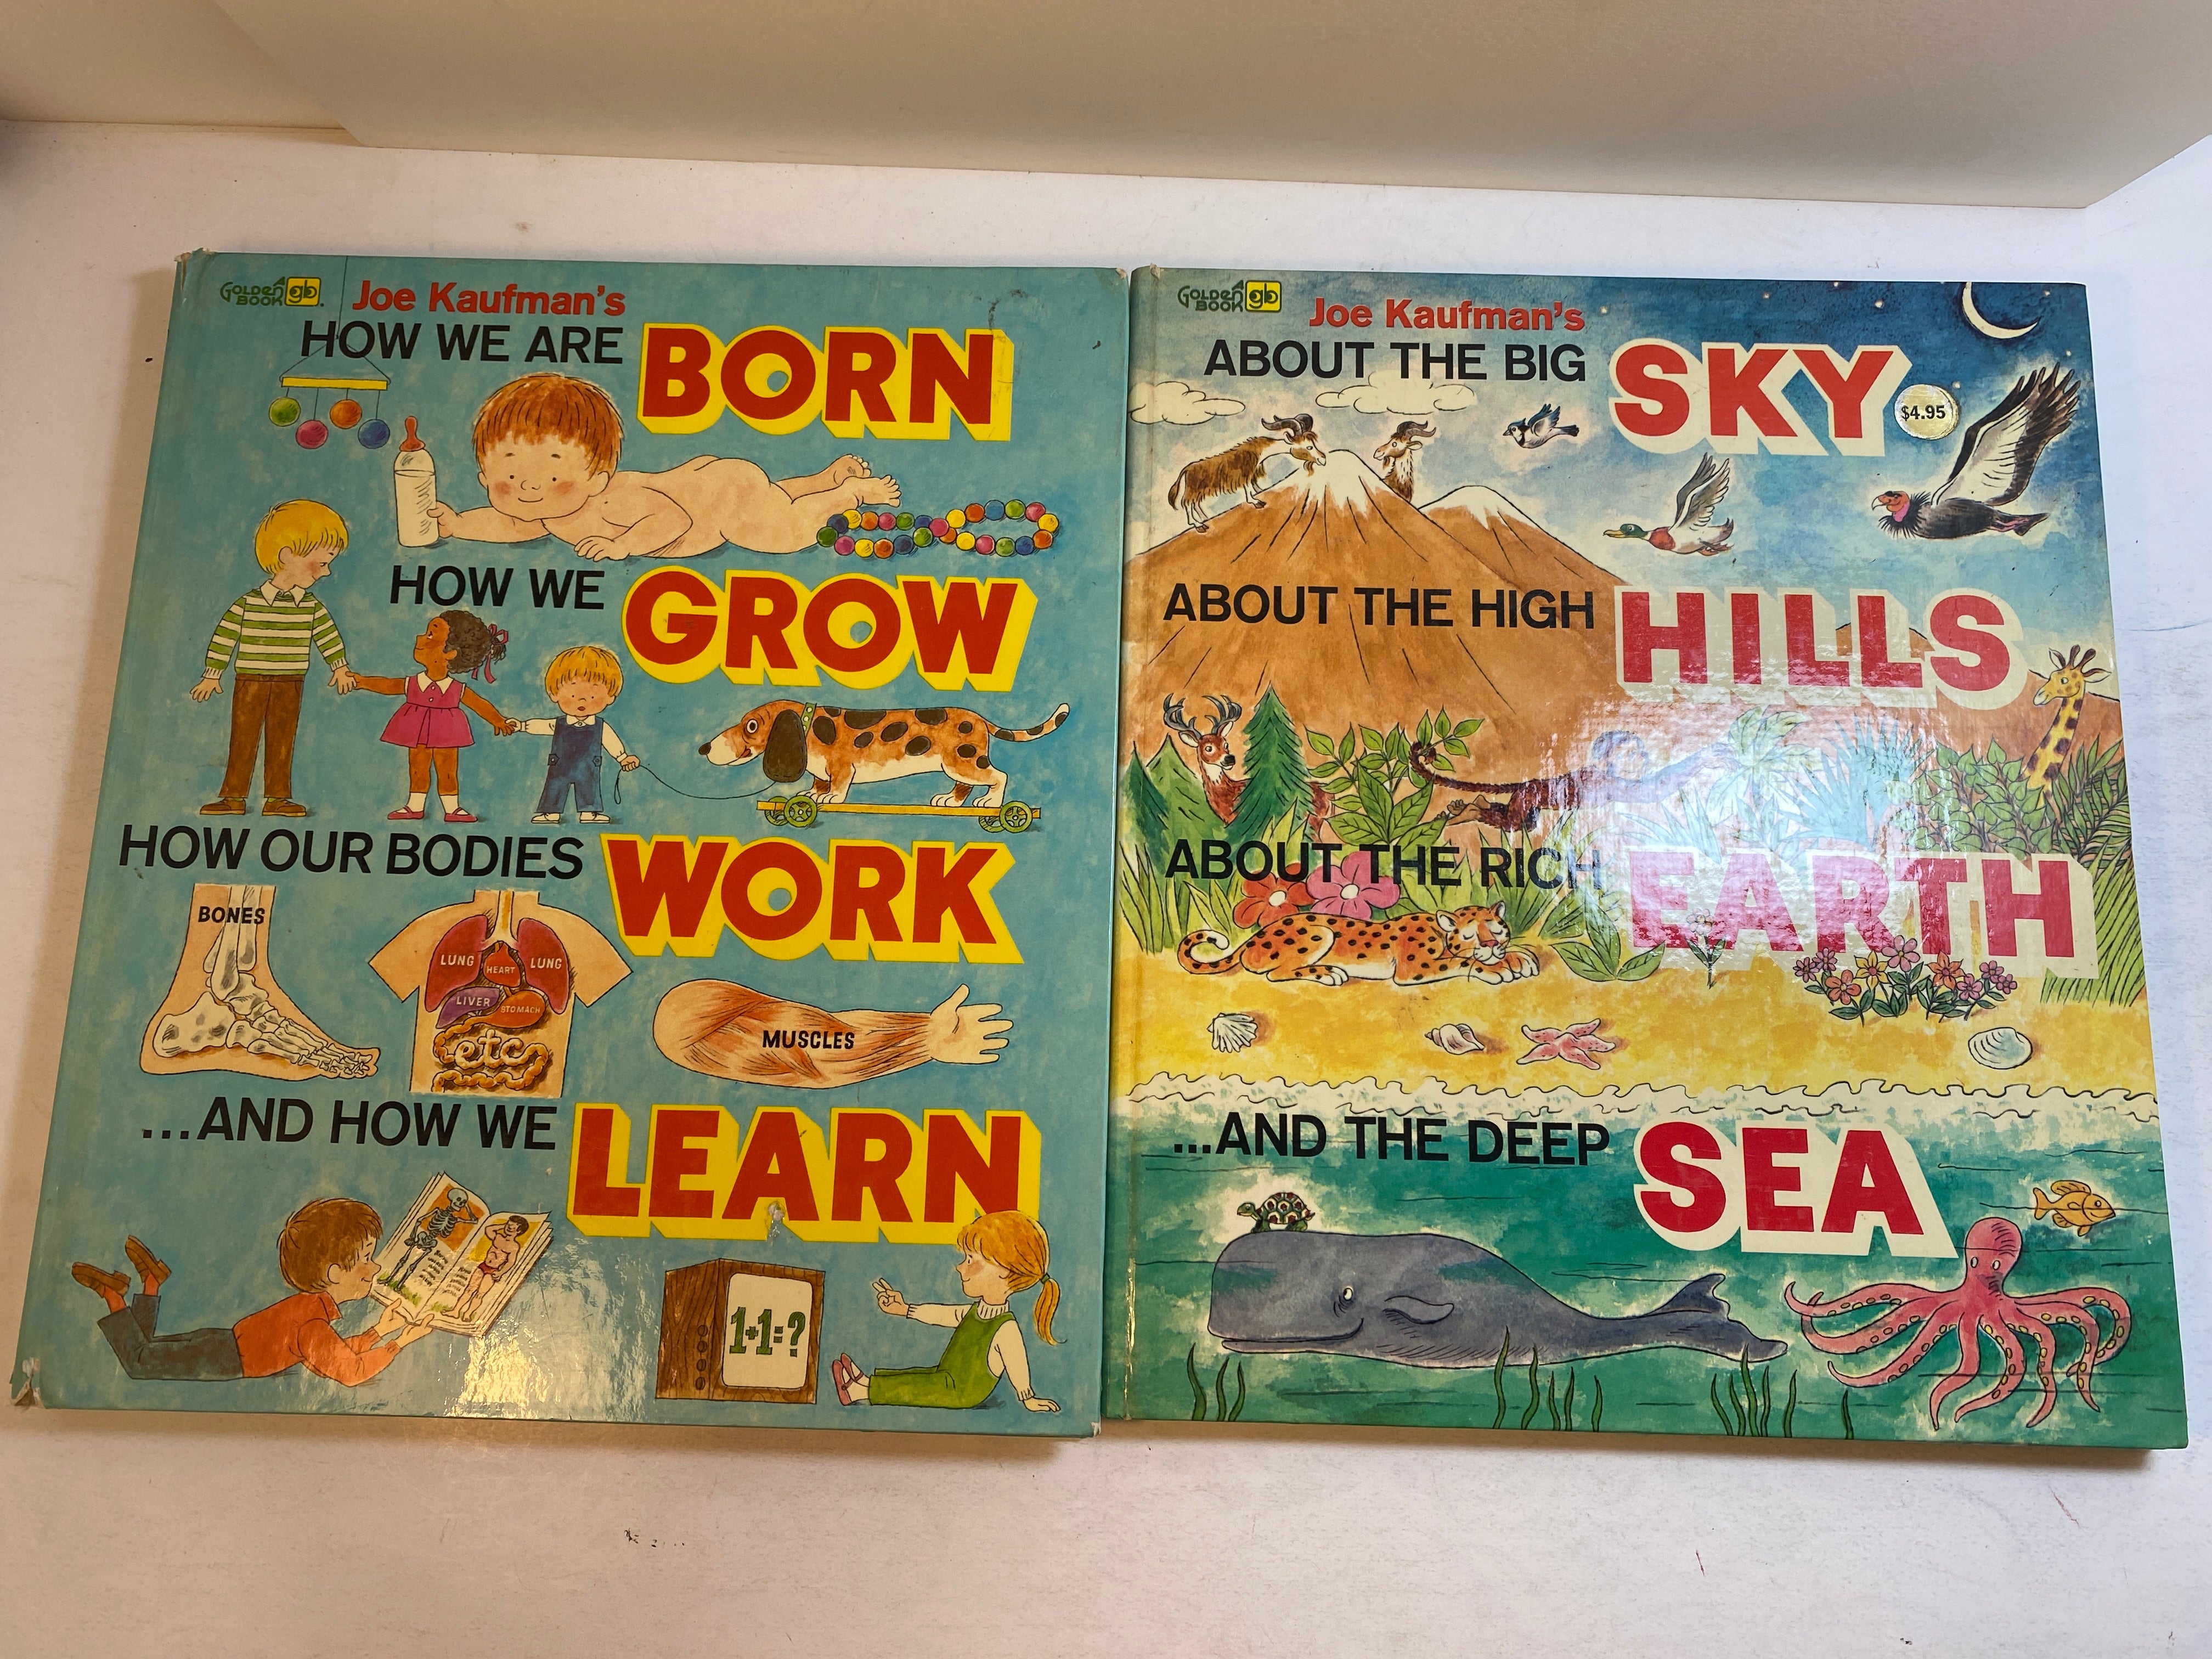 GOLDEN BOOK gb
Joe Kaufman's
HOW WE ARE BORN
HOW WE GROW
HOW OUR BODIES WORK
BONES
LUNG HEART LUNG
LIVER STOMACH
etc
MUSCLES
...AND HOW WE LEARN
1+1=?
GOLDEN BOOK gb
Joe Kaufman's
ABOUT THE BIG SKY
$4.95
ABOUT THE HIGH HILLS
ABOUT THE RICH EARTH
...AND THE DEEP SEA